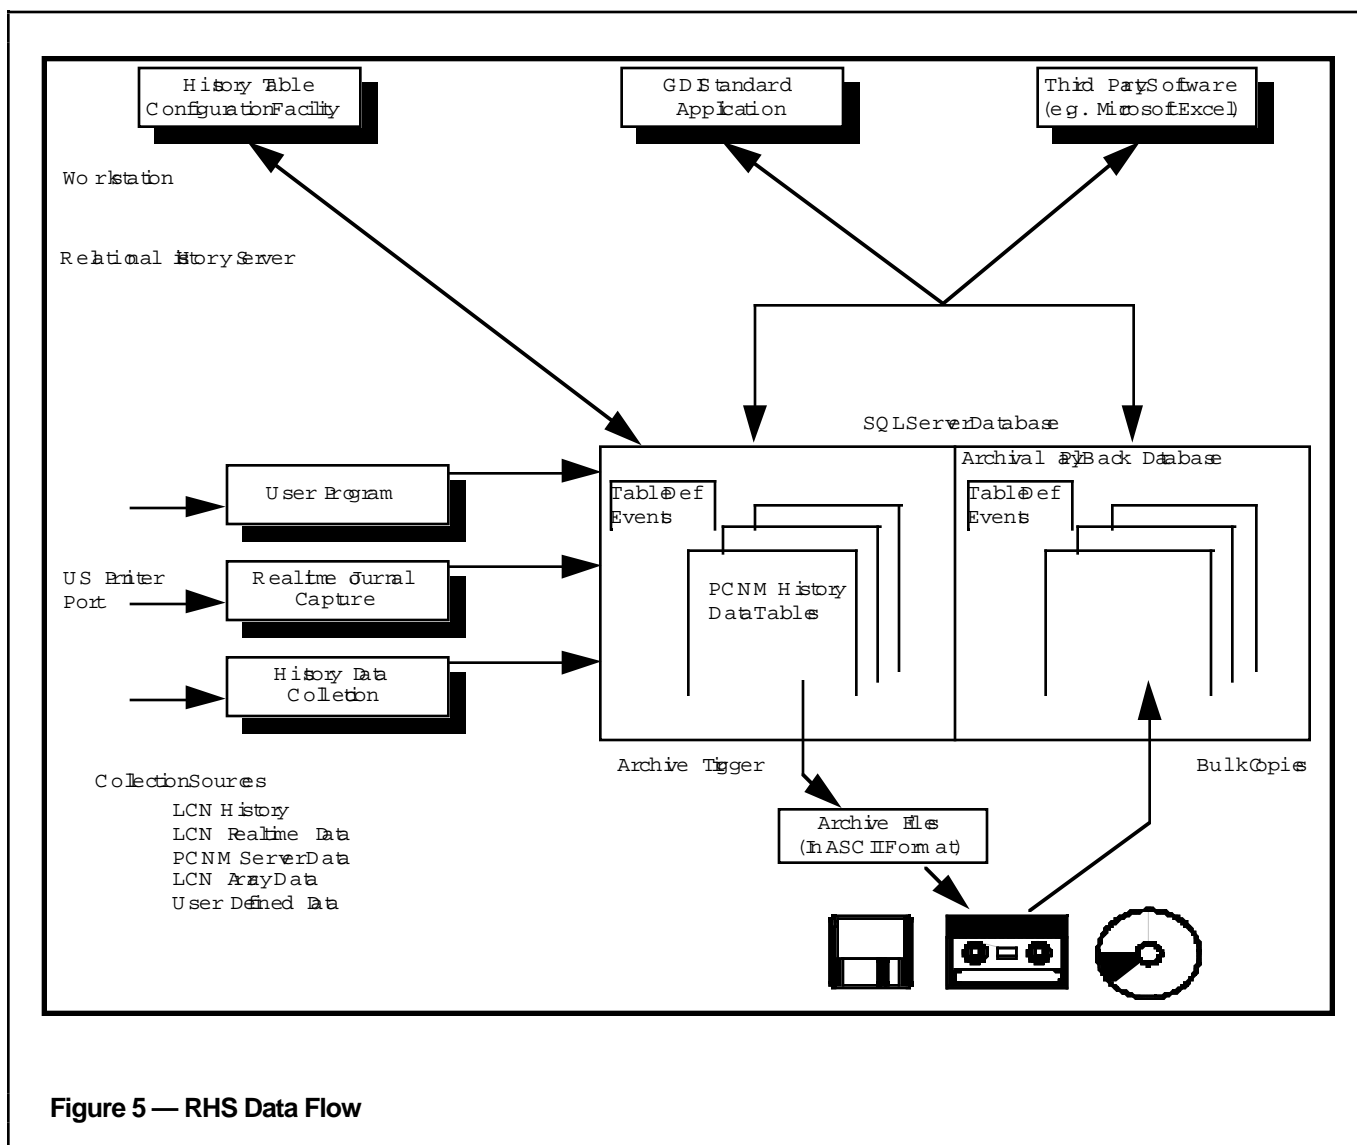 History Table
Configuration Facility
GDI Standard
Application
Third Party Software
(e.g. Microsoft Excel)
Workstation
Relational History Server
SQL Server Database
Archival PlayBack Database
User Program
Table Def
Events
Table Def
Events
US Printer
Port
Realtime Journal
Capture
PCNM History
Data Tables
History Data
Collection
Archive Trigger
Bulk Copies
Collection Sources
LCN History
LCN Realtime Data
PCNM Server Data
LCN Array Data
User Defined Data
Archive Files
(In ASCII Format)
Figure 5 — RHS Data Flow